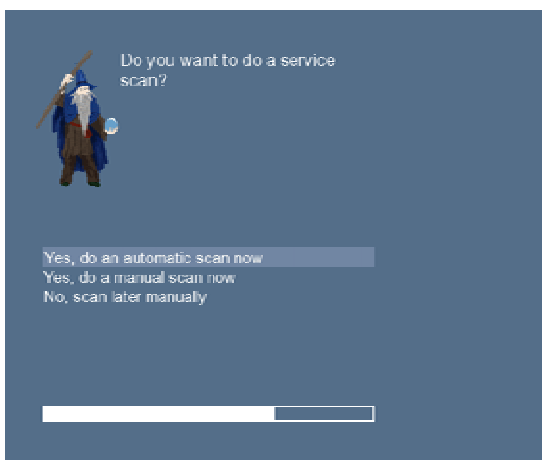 Do you want to do a service
scan?
Yes, do an automatic scan now
Yes, do a manual scan now
No, scan later manually